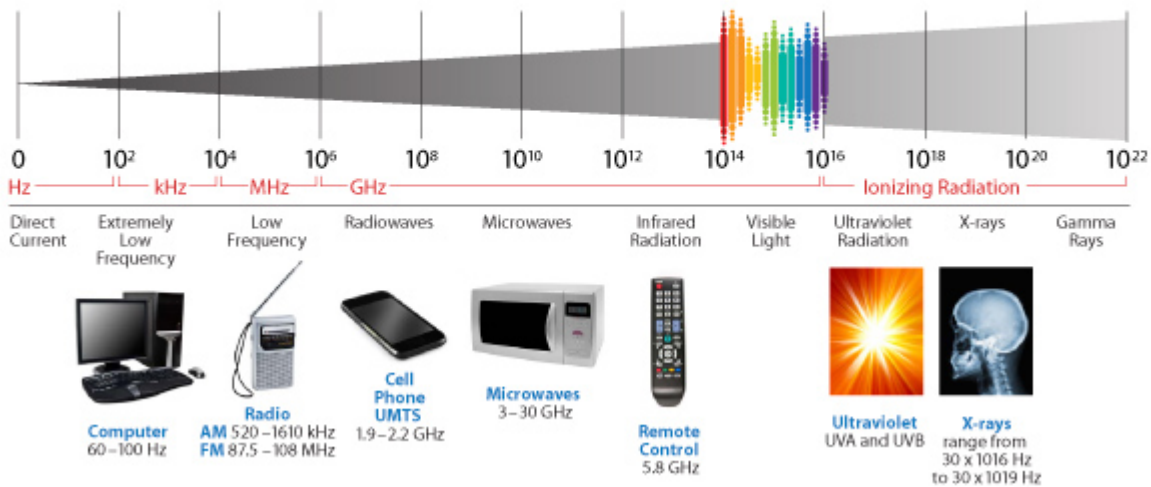 0 10² 10⁴ 10⁶ 10⁸ 10¹⁰ 10¹² 10¹⁴ 10¹⁶ 10¹⁸ 10²⁰ 10²²
Hz kHz MHz GHz Ionizing Radiation
Direct
Current
Extremely
Low
Frequency
Low
Frequency
Radiowaves
Microwaves
Infrared
Radiation
Visible
Light
Ultraviolet
Radiation
X-rays
Gamma
Rays
Computer
60–100 Hz
Radio
AM 520–1610 kHz
FM 87.5–108 MHz
Cell
Phone
UMTS
1.9–2.2 GHz
Microwaves
3–30 GHz
Remote
Control
5.8 GHz
Ultraviolet
UVA and UVB
X-rays
range from
30 x 1016 Hz
to 30 x 1019 Hz